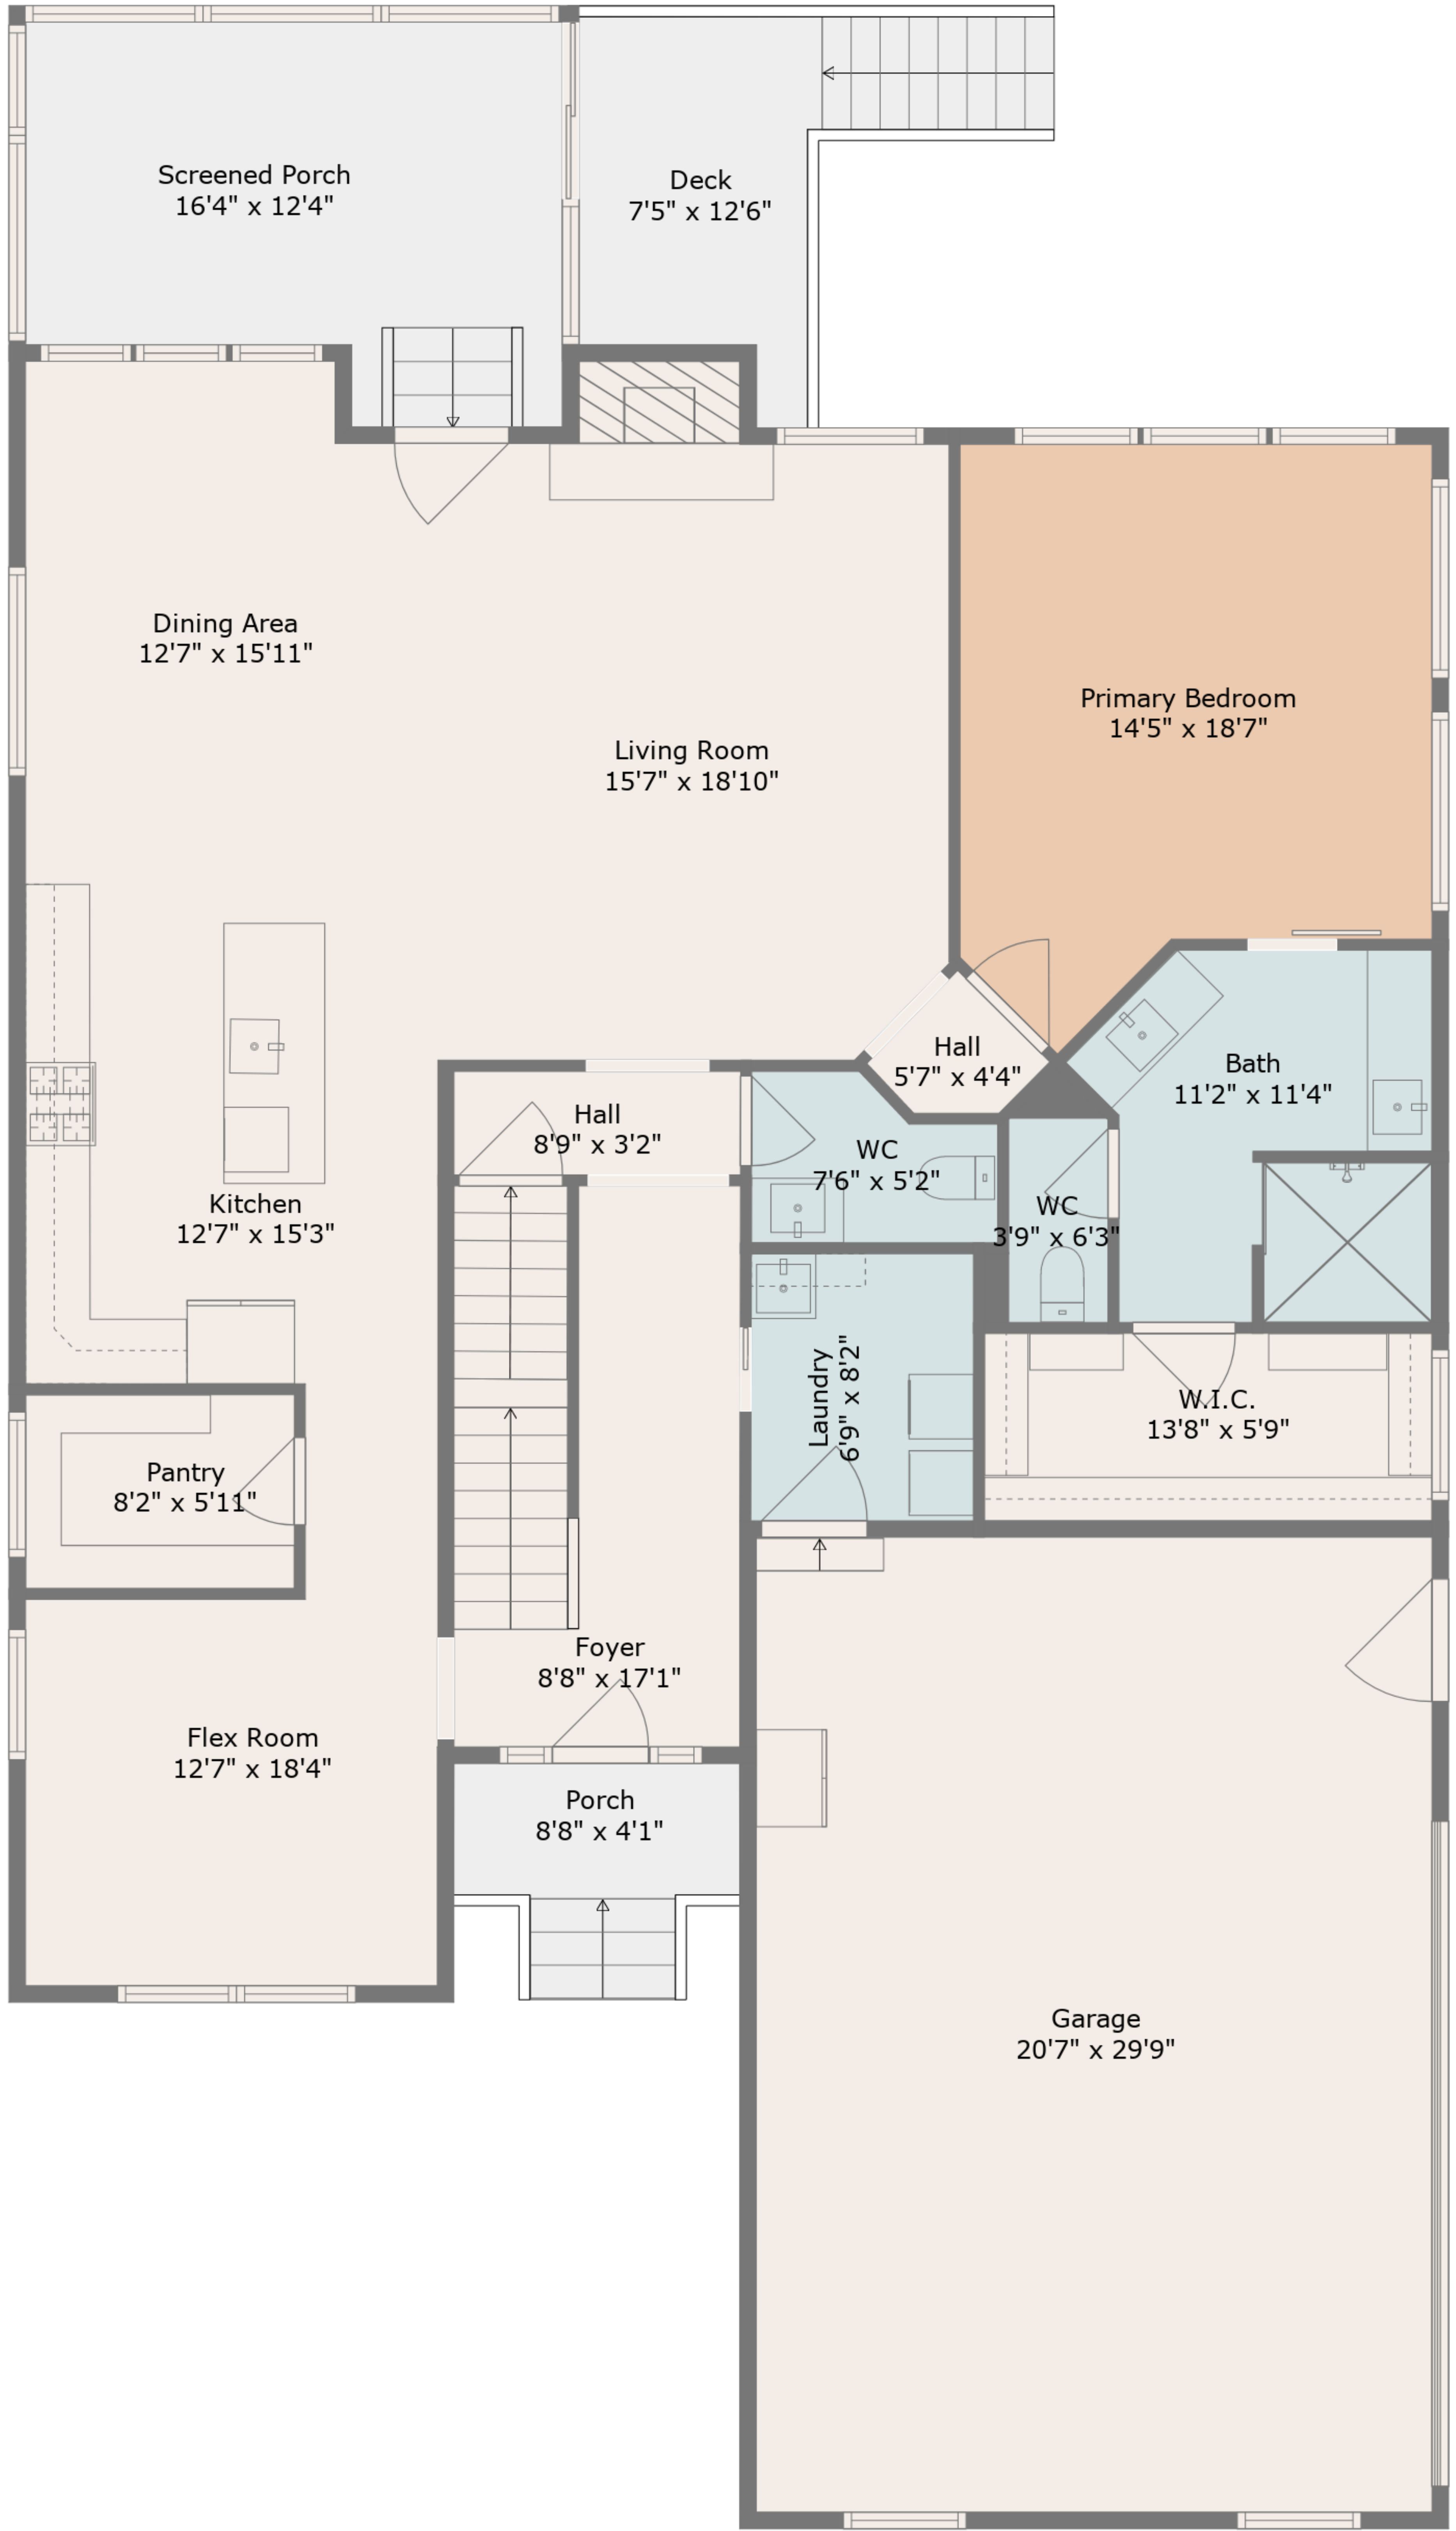 Screened Porch
16'4" x 12'4"
Deck
7'5" x 12'6"
Dining Area
12'7" x 15'11"
Primary Bedroom
14'5" x 18'7"
Living Room
15'7" x 18'10"
Hall
5'7" x 4'4"
Bath
11'2" x 11'4"
Hall
8'9" x 3'2"
WC
7'6" x 5'2"
WC
3'9" x 6'3"
Kitchen
12'7" x 15'3"
Laundry
6'9" x 8'2"
W.I.C.
13'8" x 5'9"
Pantry
8'2" x 5'11"
Foyer
8'8" x 17'1"
Flex Room
12'7" x 18'4"
Porch
8'8" x 4'1"
Garage
20'7" x 29'9"